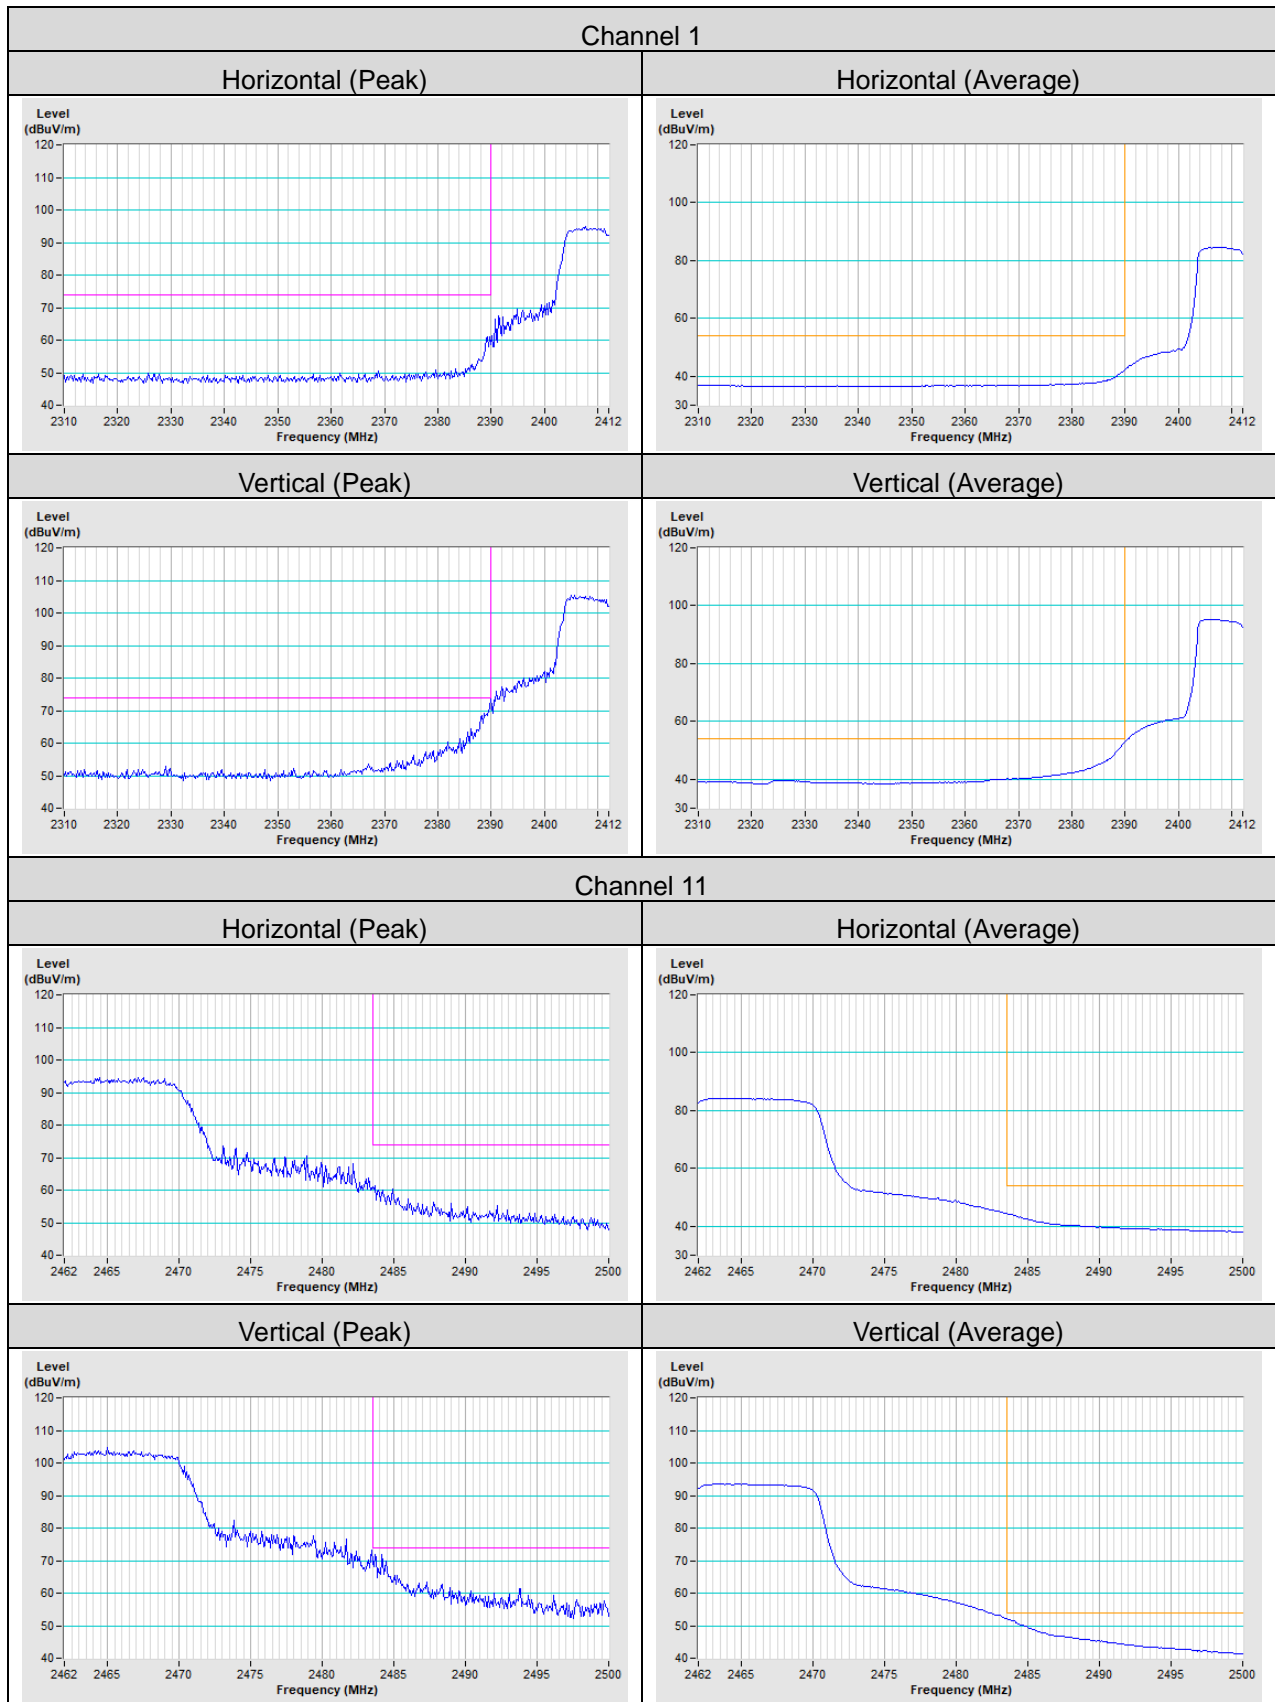 Channel 1
Horizontal (Peak)
Horizontal (Average)
Level
(dBuV/m)
120
110
100
90
80
70
60
50
40
2310 2320 2330 2340 2350 2360 2370 2380 2390 2400 2412
Frequency (MHz)
Level
(dBuV/m)
120
100
80
60
40
30
2310 2320 2330 2340 2350 2360 2370 2380 2390 2400 2412
Frequency (MHz)
Vertical (Peak)
Vertical (Average)
Level
(dBuV/m)
120
110
100
90
80
70
60
50
40
2310 2320 2330 2340 2350 2360 2370 2380 2390 2400 2412
Frequency (MHz)
Level
(dBuV/m)
120
100
80
60
40
30
2310 2320 2330 2340 2350 2360 2370 2380 2390 2400 2412
Frequency (MHz)
Channel 11
Horizontal (Peak)
Horizontal (Average)
Level
(dBuV/m)
120
110
100
90
80
70
60
50
40
2462 2465 2470 2475 2480 2485 2490 2495 2500
Frequency (MHz)
Level
(dBuV/m)
120
100
80
60
40
30
2462 2465 2470 2475 2480 2485 2490 2495 2500
Frequency (MHz)
Vertical (Peak)
Vertical (Average)
Level
(dBuV/m)
120
110
100
90
80
70
60
50
40
2462 2465 2470 2475 2480 2485 2490 2495 2500
Frequency (MHz)
Level
(dBuV/m)
120
110
100
90
80
70
60
50
40
2462 2465 2470 2475 2480 2485 2490 2495 2500
Frequency (MHz)